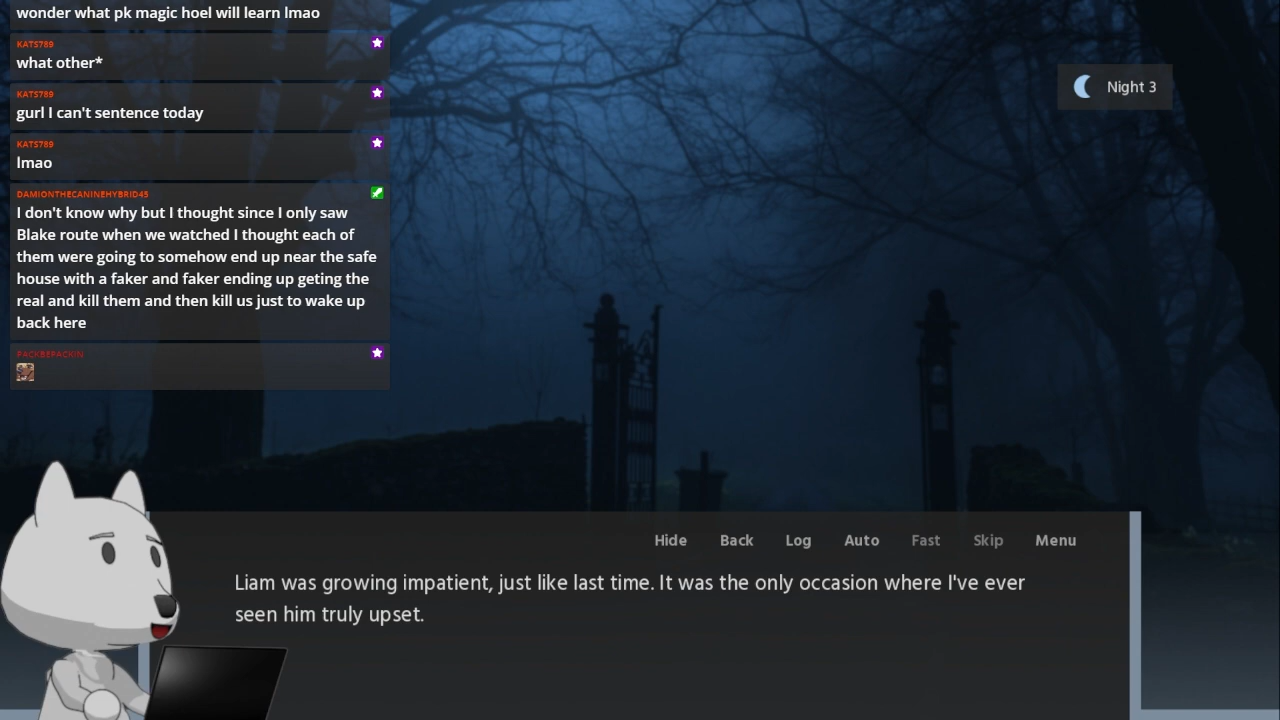 wonder what pk magic hoel will learn lmao
KATS789
what other*
KATS789
gurl I can't sentence today
KATS789
lmao
DAMIONTHECANINEHYBRID45
I don't know why but I thought since I only saw
Blake route when we watched I thought each of
them were going to somehow end up near the safe
house with a faker and faker ending up geting the
real and kill them and then kill us just to wake up
back here
PACKBEPACKIN
Night 3
Hide Back Log Auto Fast Skip Menu
Liam was growing impatient, just like last time. It was the only occasion where I've ever
seen him truly upset.